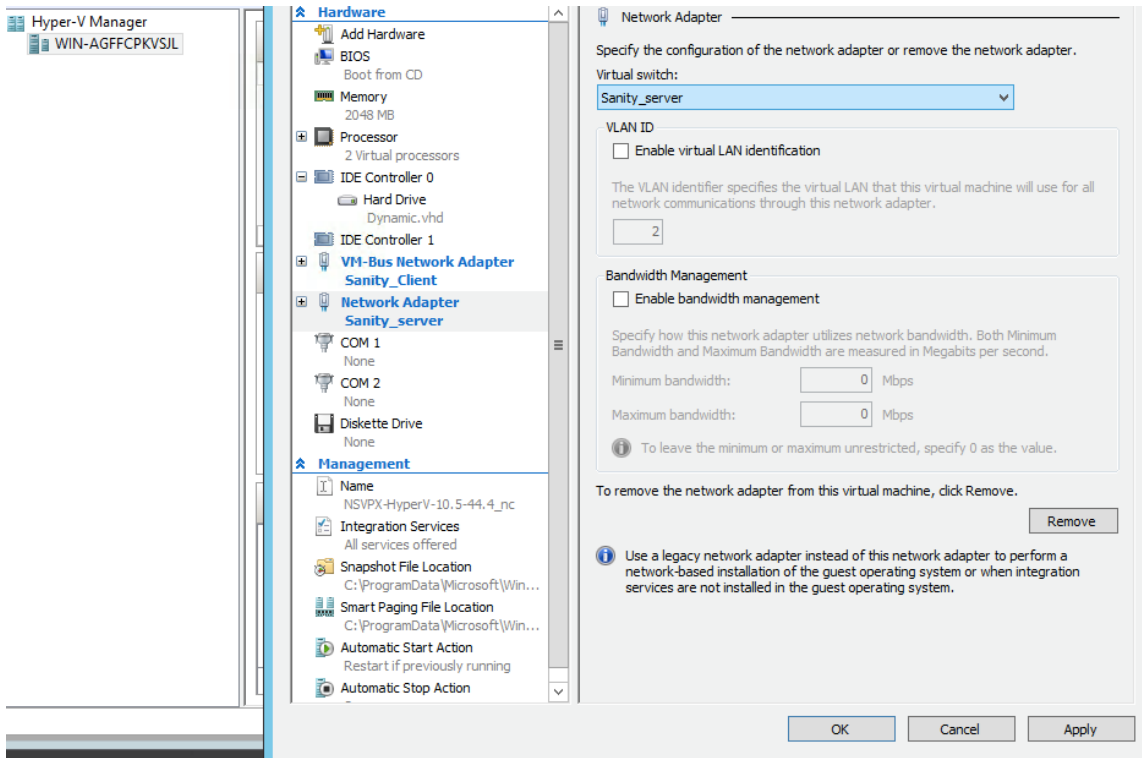 Hyper-V Manager
WIN-AGFFCPKVSJL
Hardware
Add Hardware
BIOS
Boot from CD
Memory
2048 MB
Processor
2 Virtual processors
IDE Controller 0
Hard Drive
Dynamic.vhd
IDE Controller 1
VM-Bus Network Adapter
Sanity_Client
Network Adapter
Sanity_server
COM 1
None
COM 2
None
Diskette Drive
None
Management
Name
NSVPX-HyperV-10.5-44.4_nc
Integration Services
All services offered
Snapshot File Location
C:\ProgramData\Microsoft\Win...
Smart Paging File Location
C:\ProgramData\Microsoft\Win...
Automatic Start Action
Restart if previously running
Automatic Stop Action
Network Adapter
Specify the configuration of the network adapter or remove the network adapter.
Virtual switch:
Sanity_server
VLAN ID
Enable virtual LAN identification
The VLAN identifier specifies the virtual LAN that this virtual machine will use for all
network communications through this network adapter.
2
Bandwidth Management
Enable bandwidth management
Specify how this network adapter utilizes network bandwidth. Both Minimum
Bandwidth and Maximum Bandwidth are measured in Megabits per second.
Minimum bandwidth: 0 Mbps
Maximum bandwidth: 0 Mbps
To leave the minimum or maximum unrestricted, specify 0 as the value.
To remove the network adapter from this virtual machine, click Remove.
Remove
Use a legacy network adapter instead of this network adapter to perform a
network-based installation of the guest operating system or when integration
services are not installed in the guest operating system.
OK Cancel Apply